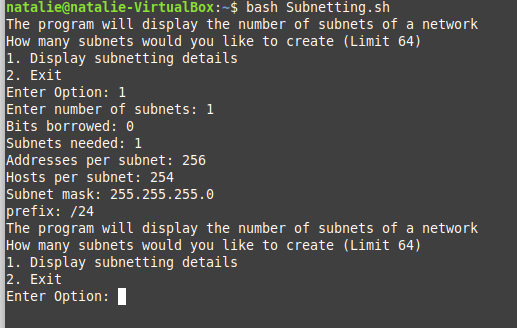 natalie@natalie-VirtualBox:~$ bash Subnetting.sh
The program will display the number of subnets of a network
How many subnets would you like to create (Limit 64)
1. Display subnetting details
2. Exit
Enter Option: 1
Enter number of subnets: 1
Bits borrowed: 0
Subnets needed: 1
Addresses per subnet: 256
Hosts per subnet: 254
Subnet mask: 255.255.255.0
prefix: /24
The program will display the number of subnets of a network
How many subnets would you like to create (Limit 64)
1. Display subnetting details
2. Exit
Enter Option: